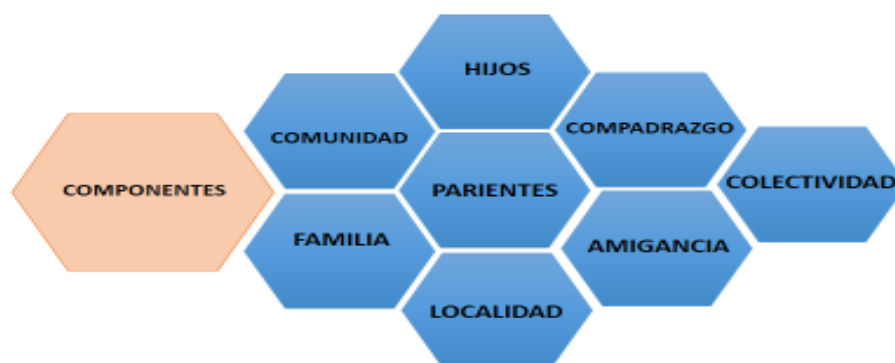 HIJOS
COMUNIDAD
COMPADRAZGO
COMPONENTES
PARIENTES
COLECTIVIDAD
FAMILIA
AMIGANCIA
LOCALIDAD